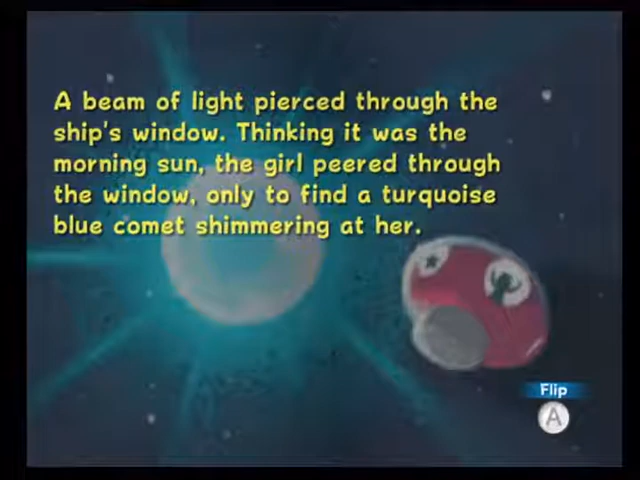 A beam of light pierced through the
ship's window. Thinking it was the
morning sun, the girl peered through
the window, only to find a turquoise
blue comet shimmering at her.
Flip
A